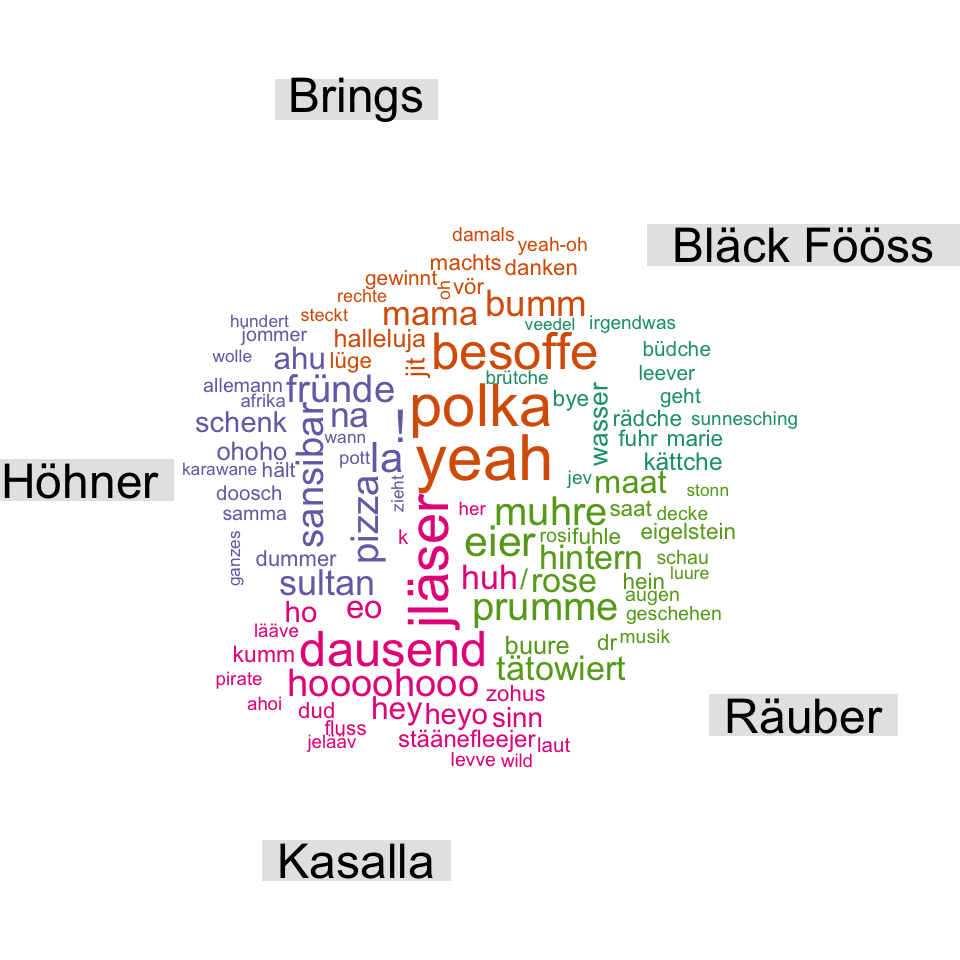 Brings
Bläck Fööss
Höhner
Räuber
Kasalla
damals
yeah-oh
machts
danken
gewinnt
oh
vör
rechte
steckt
mama
bumm
halleluja
besoffe
lüge
jit
polka
yeah
veedel
irgendwas
büdche
brütche
leever
bye
geht
wasser
rädche
sunnesching
fuhr
marie
kättche
jev
hundert
jommer
wolle
ahu
allemann
fründe
afrika
schenk
na
!
wann
ohoho
sansibar
pott
la
karawane
hält
doosch
pizza
zieht
samma
ganzes
dummer
sultan
maat
stonn
muhre
saat
decke
eier
rosi
fuhle
eigelstein
hintern
schau
/
rose
hein
luure
augen
prumme
geschehen
buure
dr
musik
tätowiert
her
k
jläser
huh
ho
eo
lääve
kumm
dausend
pirate
hoooohooo
zohus
ahoi
dud
hey
heyo
sinn
fluss
jelääv
stäänefleejer
laut
levve
wild